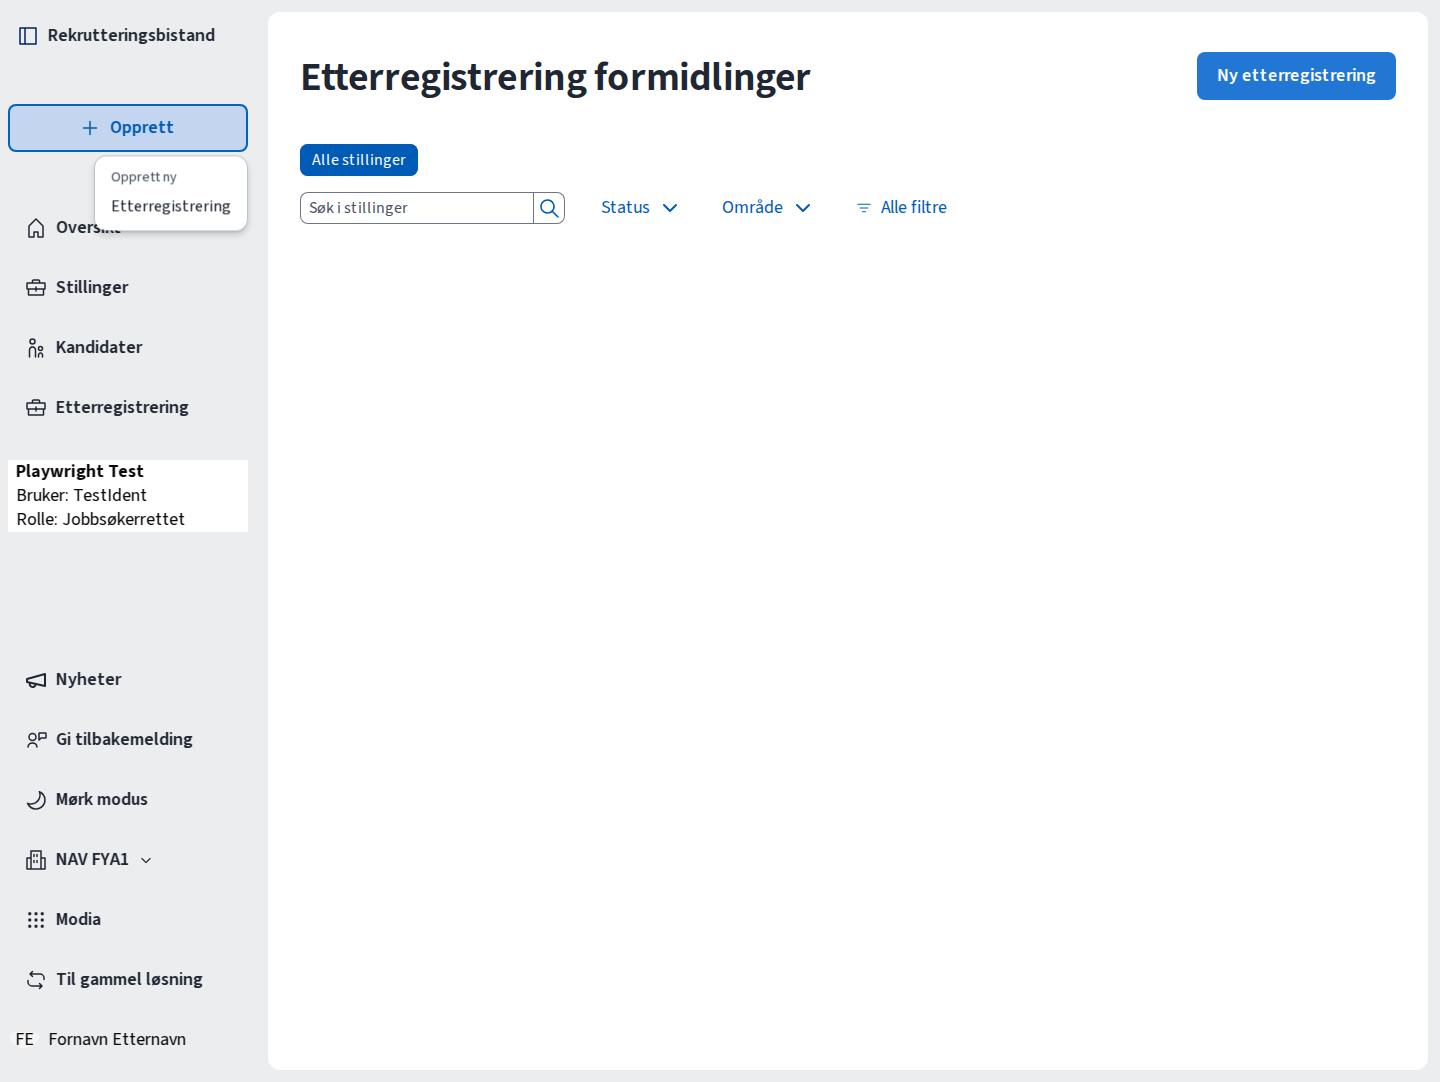 Rekrutteringsbistand
Opprett
Opprett ny
Etterregistrering
Oversikt
Stillinger
Kandidater
Etterregistrering
Playwright Test
Bruker: TestIdent
Rolle: Jobbsøkerrettet
Nyheter
Gi tilbakemelding
Mørk modus
NAV FYA1
Modia
Til gammel løsning
FE Fornavn Etternavn
Etterregistrering formidlinger
Ny etterregistrering
Alle stillinger
Søk i stillinger
Status
Område
Alle filtre